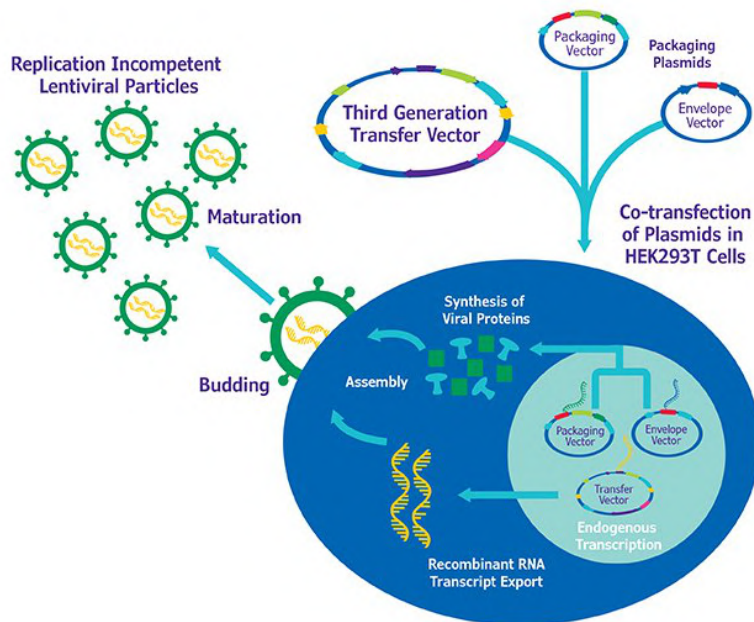 Packaging
Vector
Packaging
Plasmids
Envelope
Vector
Replication Incompetent
Lentiviral Particles
Third Generation
Transfer Vector
Maturation
Co-transfection
of Plasmids in
HEK293T Cells
Synthesis of
Viral Proteins
Budding
Assembly
Packaging
Vector
Envelope
Vector
Transfer
Vector
Endogenous
Transcription
Recombinant RNA
Transcript Export